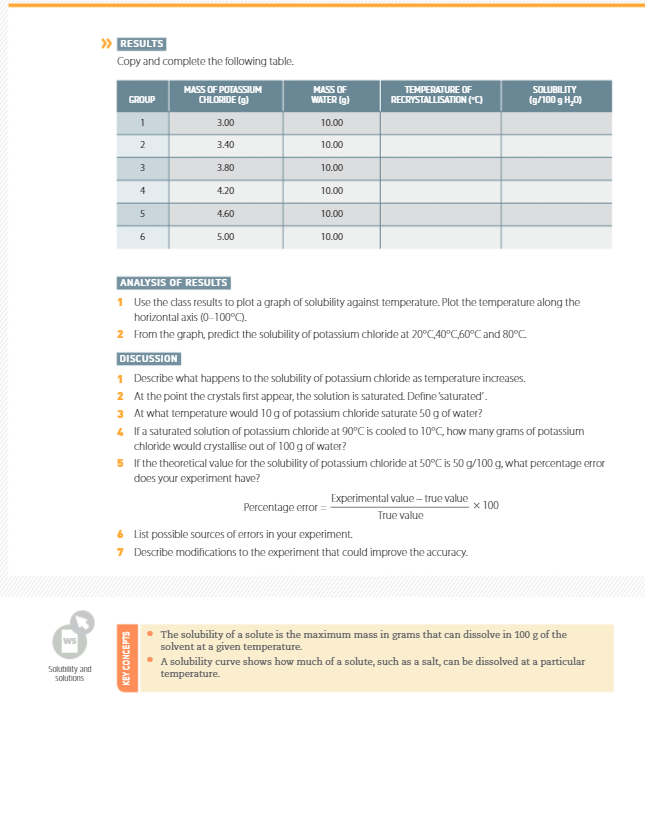 RESULTS
Copy and complete the following table.
GROUP MASS OF POTASSIUM CHLORIDE (g) MASS OF WATER (g) TEMPERATURE OF RECRYSTALLISATION (°C) SOLUBILITY (g/100 g H₂O)
1 3.00 10.00
2 3.40 10.00
3 3.80 10.00
4 4.20 10.00
5 4.60 10.00
6 5.00 10.00
ANALYSIS OF RESULTS
1 Use the class results to plot a graph of solubility against temperature. Plot the temperature along the
horizontal axis (0–100°C).
2 From the graph, predict the solubility of potassium chloride at 20°C,40°C,60°C and 80°C.
DISCUSSION
1 Describe what happens to the solubility of potassium chloride as temperature increases.
2 At the point the crystals first appear, the solution is saturated. Define 'saturated'.
3 At what temperature would 10 g of potassium chloride saturate 50 g of water?
4 If a saturated solution of potassium chloride at 90°C is cooled to 10°C, how many grams of potassium
chloride would crystallise out of 100 g of water?
5 If the theoretical value for the solubility of potassium chloride at 50°C is 50 g/100 g, what percentage error
does your experiment have?
Percentage error = Experimental value – true value / True value × 100
6 List possible sources of errors in your experiment.
7 Describe modifications to the experiment that could improve the accuracy.
WS
Solubility and
solutions
KEY CONCEPTS
• The solubility of a solute is the maximum mass in grams that can dissolve in 100 g of the
solvent at a given temperature.
• A solubility curve shows how much of a solute, such as a salt, can be dissolved at a particular
temperature.